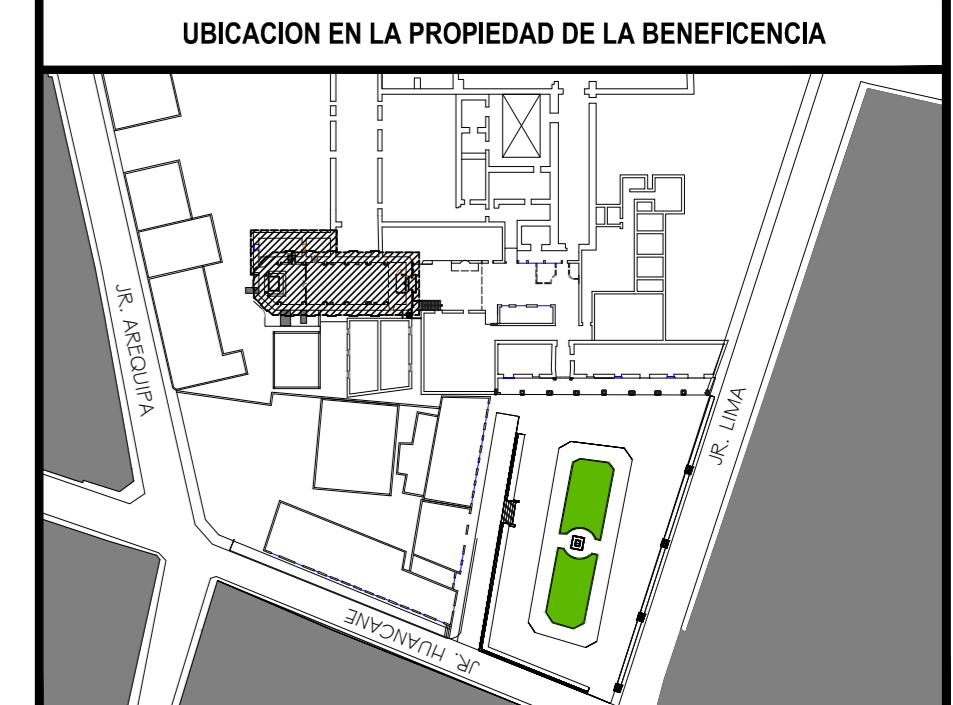 UBICACION EN LA PROPIEDAD DE LA BENEFICENCIA
JR. AREQUIPA
JR. LIMA
JR. HUANCANE